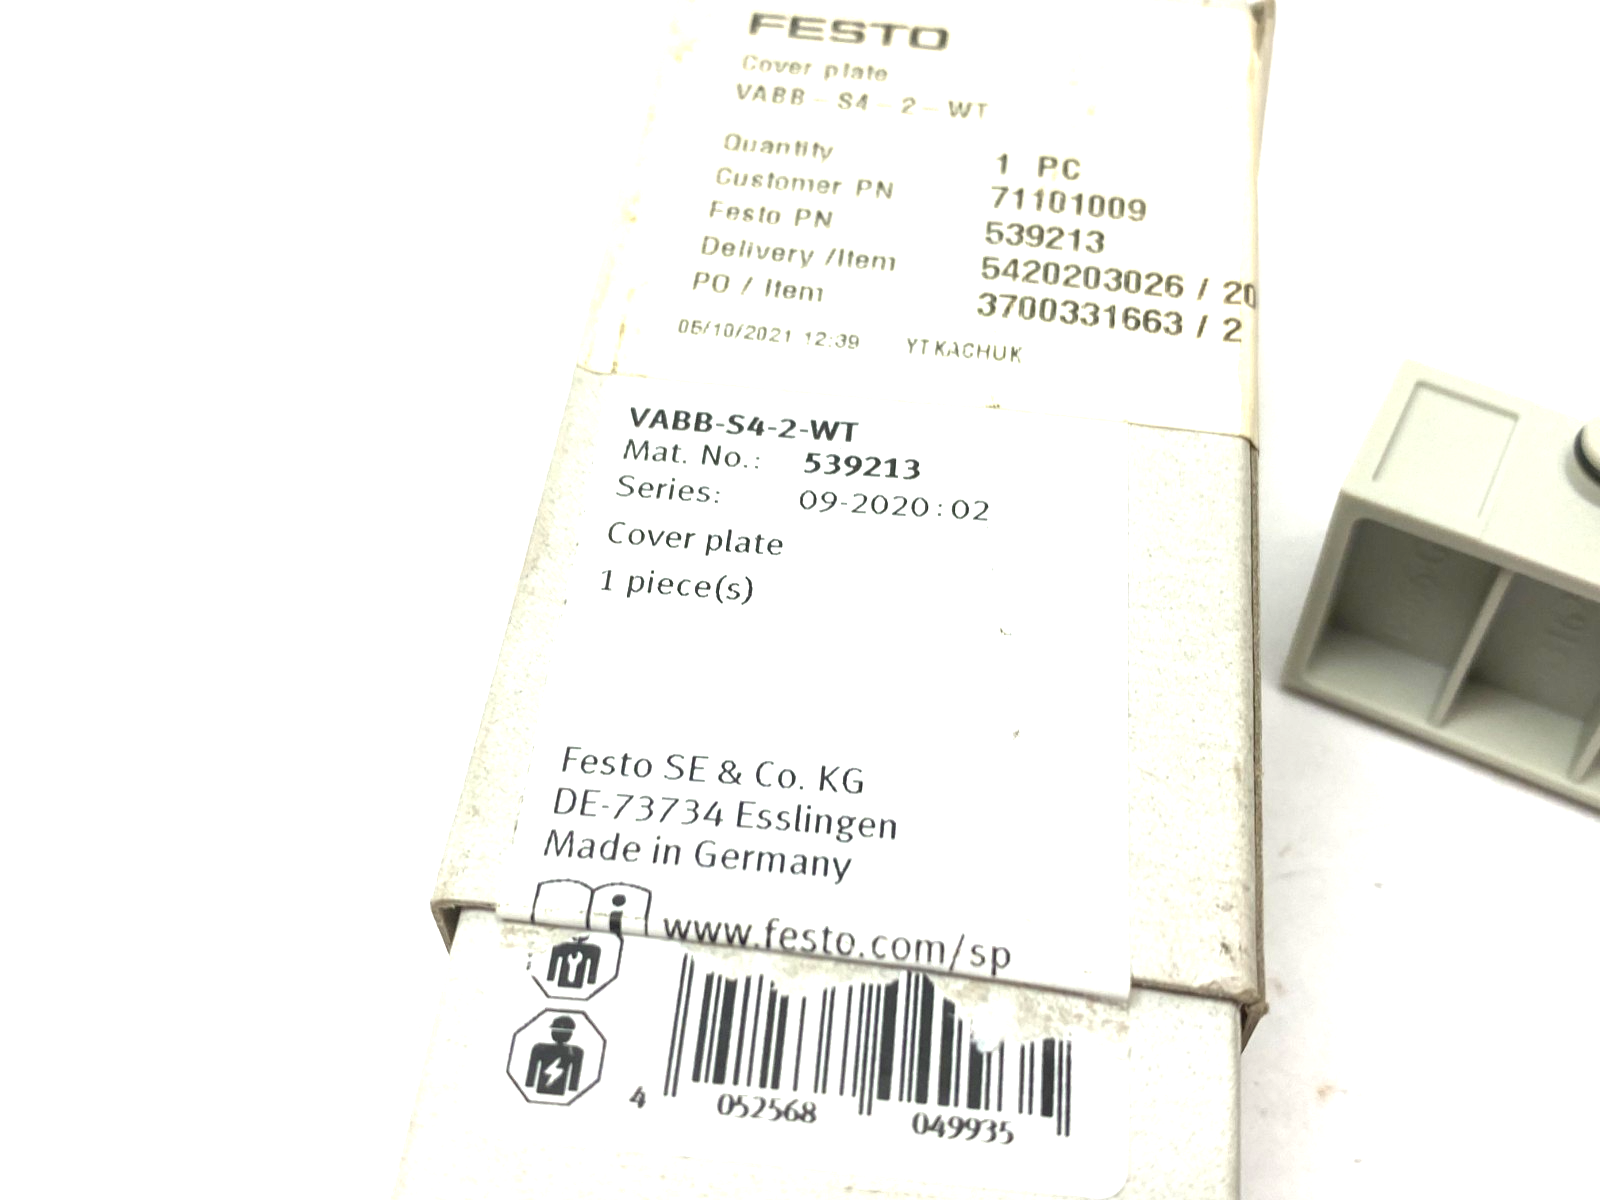 FESTO
Cover plate
VABB-S4-2-WT
Quantity 1 PC
Customer PN 71101009
Festo PN 539213
Delivery /Item 5420203026 / 20
PO / Item 3700331663 / 2
05/10/2021 12:39 YTKACHUK
VABB-S4-2-WT
Mat. No.: 539213
Series: 09-2020:02
Cover plate
1 piece(s)
Festo SE & Co. KG
DE-73734 Esslingen
Made in Germany
i www.festo.com/sp
4 052568 049935